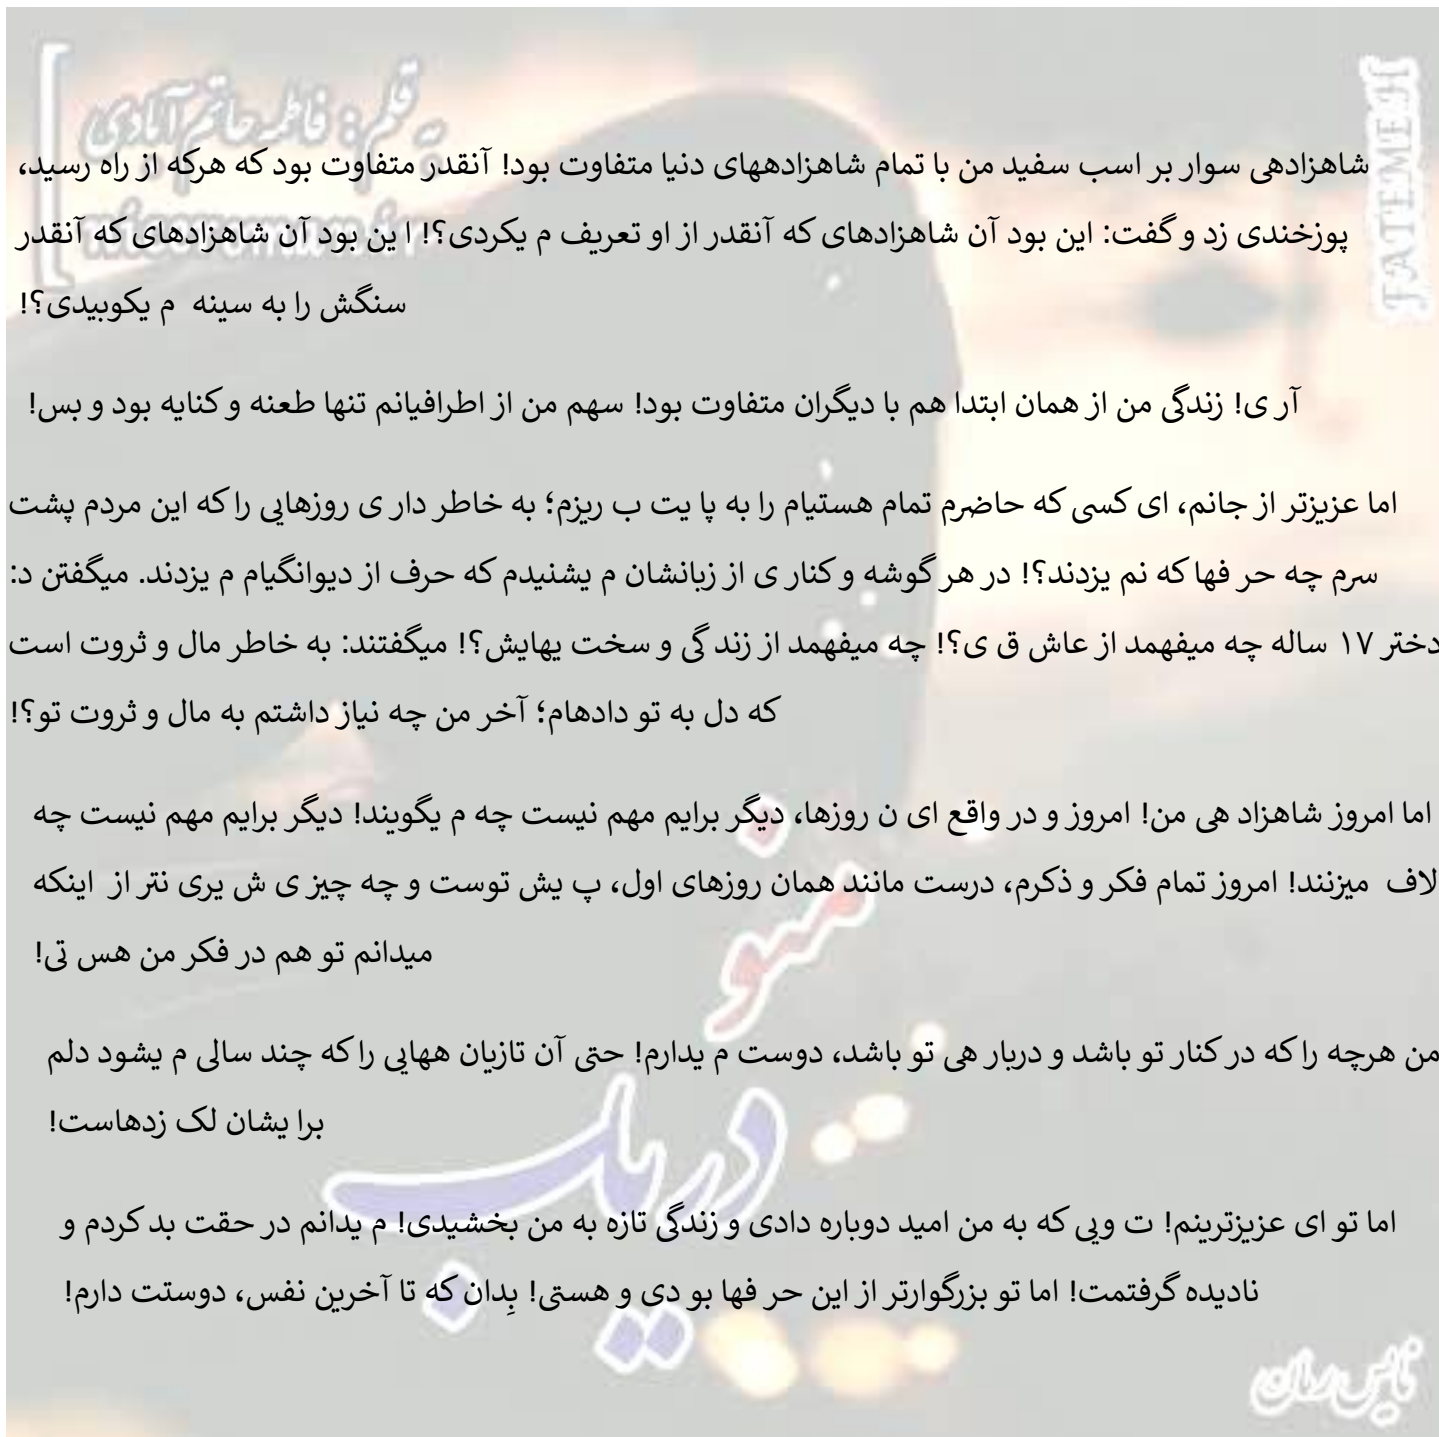 به قلم: فاطمه حاتم آبادی
FATEMEH
شاهزادهی سوار بر اسب سفید من با تمام شاهزادههای دنیا متفاوت بود! آنقدر متفاوت بود که هرکه از راه رسید،
پوزخندی زد و گفت: این بود آن شاهزادهای که آنقدر از او تعریف م یکردی؟! ا ین بود آن شاهزادهای که آنقدر
سنگش را به سینه م یکوبیدی؟!
آر ی! زندگی من از همان ابتدا هم با دیگران متفاوت بود! سهم من از اطرافیانم تنها طعنه و کنایه بود و بس!
اما عزیزتر از جانم، ای کسی که حاضرم تمام هستیام را به پا یت ب ریزم؛ به خاطر دار ی روزهایی را که این مردم پشت
سرم چه حر فها که نم یزدند؟! در هر گوشه و کنار ی از زبانشان م یشنیدم که حرف از دیوانگیام م یزدند. میگفتن د:
دختر ۱۷ ساله چه میفهمد از عاش ق ی؟! چه میفهمد از زند گی و سخت یهایش؟! میگفتند: به خاطر مال و ثروت است
که دل به تو دادهام؛ آخر من چه نیاز داشتم به مال و ثروت تو؟!
اما امروز شاهزاد هی من! امروز و در واقع ای ن روزها، دیگر برایم مهم نیست چه م یگویند! دیگر برایم مهم نیست چه
لاف میزنند! امروز تمام فکر و ذکرم، درست مانند همان روزهای اول، پ یش توست و چه چیز ی ش یری نتر از اینکه
میدانم تو هم در فکر من هس تی!
منو
من هرچه را که در کنار تو باشد و دربار هی تو باشد، دوست م یدارم! حتی آن تازیان ههایی را که چند سالی م یشود دلم
برا یشان لک زدهاست!
دریاب
اما تو ای عزیزترینم! ت ویی که به من امید دوباره دادی و زندگی تازه به من بخشیدی! م یدانم در حقت بد کردم و
نادیده گرفتمت! اما تو بزرگوارتر از این حر فها بو دی و هستی! بِدان که تا آخرین نفس، دوستت دارم!